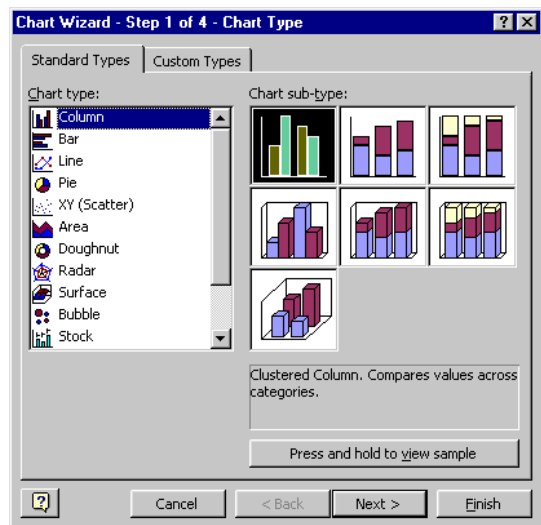 Chart Wizard - Step 1 of 4 - Chart Type
Standard Types
Custom Types
Chart type:
Column
Bar
Line
Pie
XY (Scatter)
Area
Doughnut
Radar
Surface
Bubble
Stock
Chart sub-type:
Clustered Column. Compares values across
categories.
Press and hold to view sample
Cancel
< Back
Next >
Finish